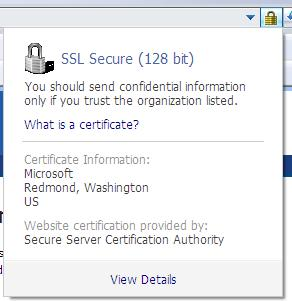 SSL Secure (128 bit)
You should send confidential information
only if you trust the organization listed.
What is a certificate?
Certificate Information:
Microsoft
Redmond, Washington
US
Website certification provided by:
Secure Server Certification Authority
View Details